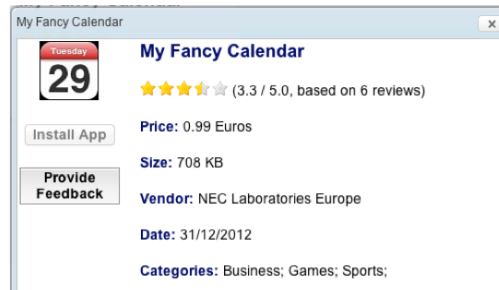 My Fancy Calendar
x
Tuesday
29
My Fancy Calendar
(3.3 / 5.0, based on 6 reviews)
Install App
Price: 0.99 Euros
Size: 708 KB
Provide
Feedback
Vendor: NEC Laboratories Europe
Date: 31/12/2012
Categories: Business; Games; Sports;